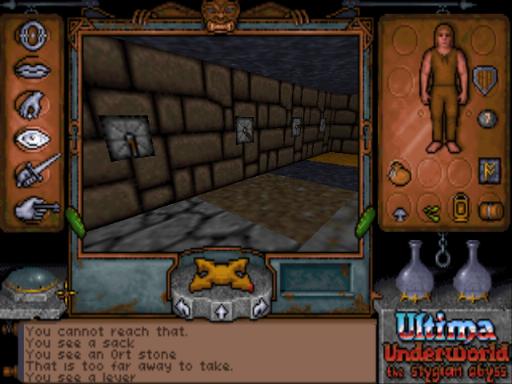 You cannot reach that.
You see a sack
You see an Ort stone
That is too far away to take.
You see a lever
Ultima
Underworld
the stygian abyss